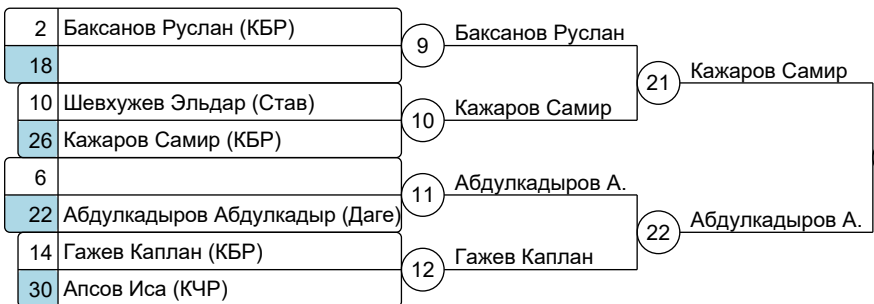 2 Баксанов Руслан (КБР)
18
9 Баксанов Руслан
10 Шевхужев Эльдар (Став)
26 Кажаров Самир (КБР)
10 Кажаров Самир
21 Кажаров Самир
6
22 Абдулкадыров Абдулкадыр (Даге)
11 Абдулкадыров А.
14 Гажев Каплан (КБР)
30 Апсов Иса (КЧР)
12 Гажев Каплан
22 Абдулкадыров А.